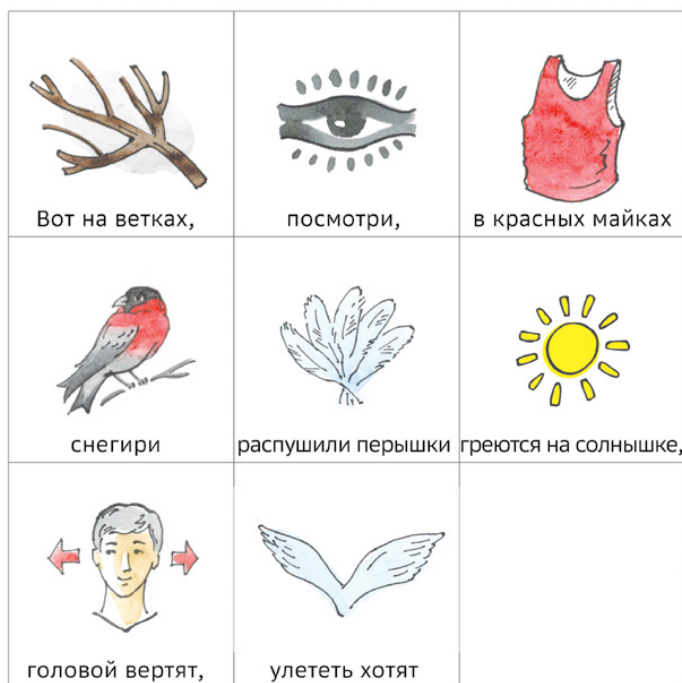 Вот на ветках,
посмотри,
в красных майках
снегири
распушили перышки
греются на солнышке,
головой вертят,
улететь хотят